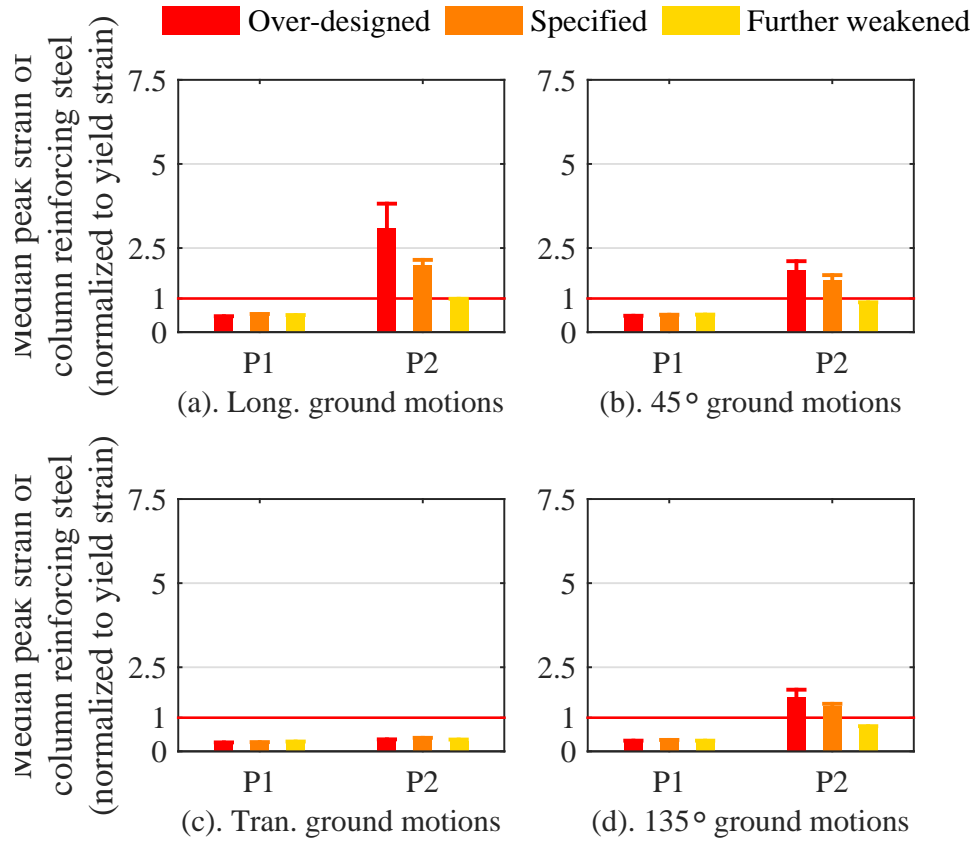 Over-designed Specified Further weakened
Median peak strain of
column reinforcing steel
(normalized to yield strain)
7.5
5
2.5
1
0
P1 P2
(a). Long. ground motions
7.5
5
2.5
1
0
P1 P2
(b). 45° ground motions
Median peak strain of
column reinforcing steel
(normalized to yield strain)
7.5
5
2.5
1
0
P1 P2
(c). Tran. ground motions
7.5
5
2.5
1
0
P1 P2
(d). 135° ground motions